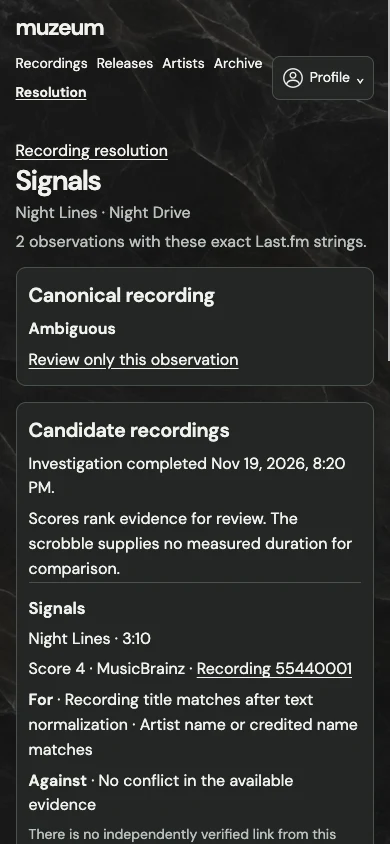 muzeum
Recordings Releases Artists Archive
Profile
Resolution
Recording resolution
Signals
Night Lines · Night Drive
2 observations with these exact Last.fm strings.
Canonical recording
Ambiguous
Review only this observation
Candidate recordings
Investigation completed Nov 19, 2026, 8:20
PM.
Scores rank evidence for review. The
scrobble supplies no measured duration for
comparison.
Signals
Night Lines · 3:10
Score 4 · MusicBrainz · Recording 55440001
For · Recording title matches after text
normalization · Artist name or credited name
matches
Against · No conflict in the available
evidence
There is no independently verified link from this